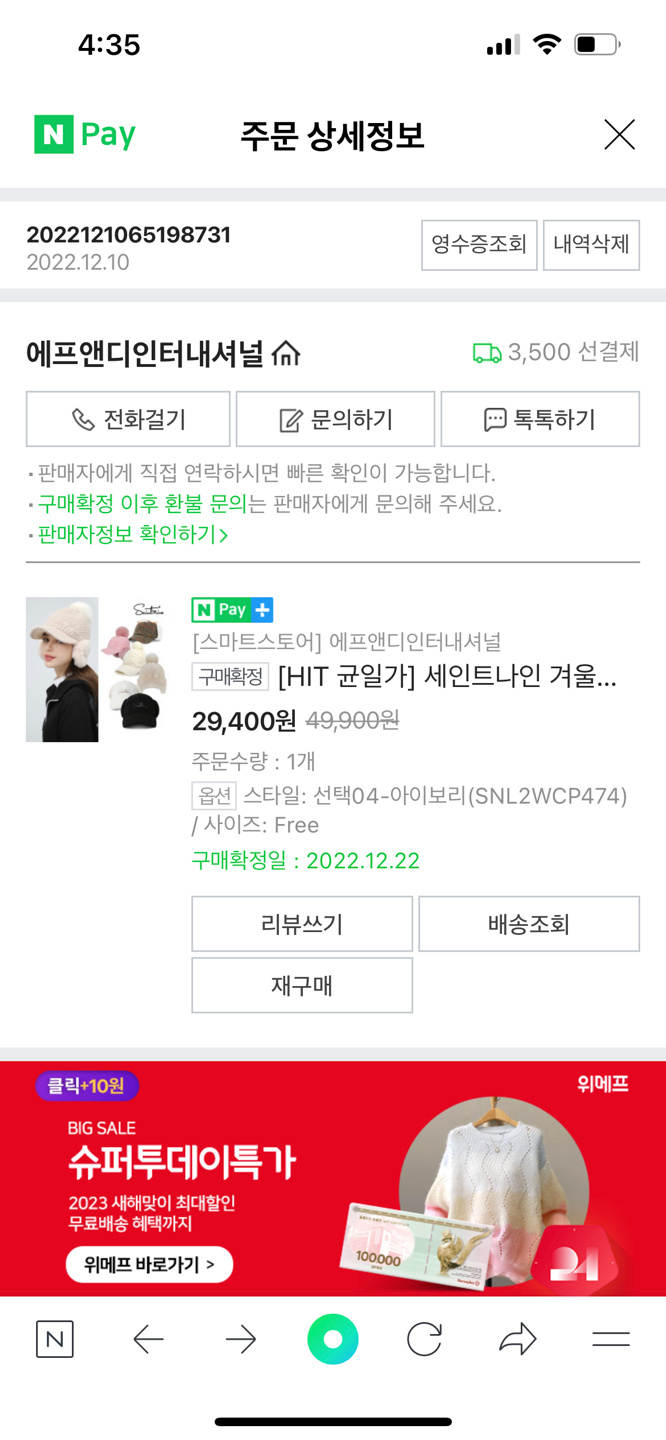 4:35
N Pay
주문 상세정보
2022121065198731
2022.12.10
영수증조회
내역삭제
에프앤디인터내셔널
3,500 선결제
전화걸기
문의하기
톡톡하기
· 판매자에게 직접 연락하시면 빠른 확인이 가능합니다.
· 구매확정 이후 환불 문의는 판매자에게 문의해 주세요.
· 판매자정보 확인하기 >
N Pay +
[스마트스토어] 에프앤디인터내셔널
구매확정 [HIT 균일가] 세인트나인 겨울...
29,400원 49,900원
주문수량 : 1개
옵션 스타일: 선택04-아이보리(SNL2WCP474)
/ 사이즈: Free
구매확정일 : 2022.12.22
리뷰쓰기
배송조회
재구매
클릭+10원
위메프
BIG SALE
슈퍼투데이특가
2023 새해맞이 최대할인
무료배송 혜택까지
위메프 바로가기 >
100000
24
N